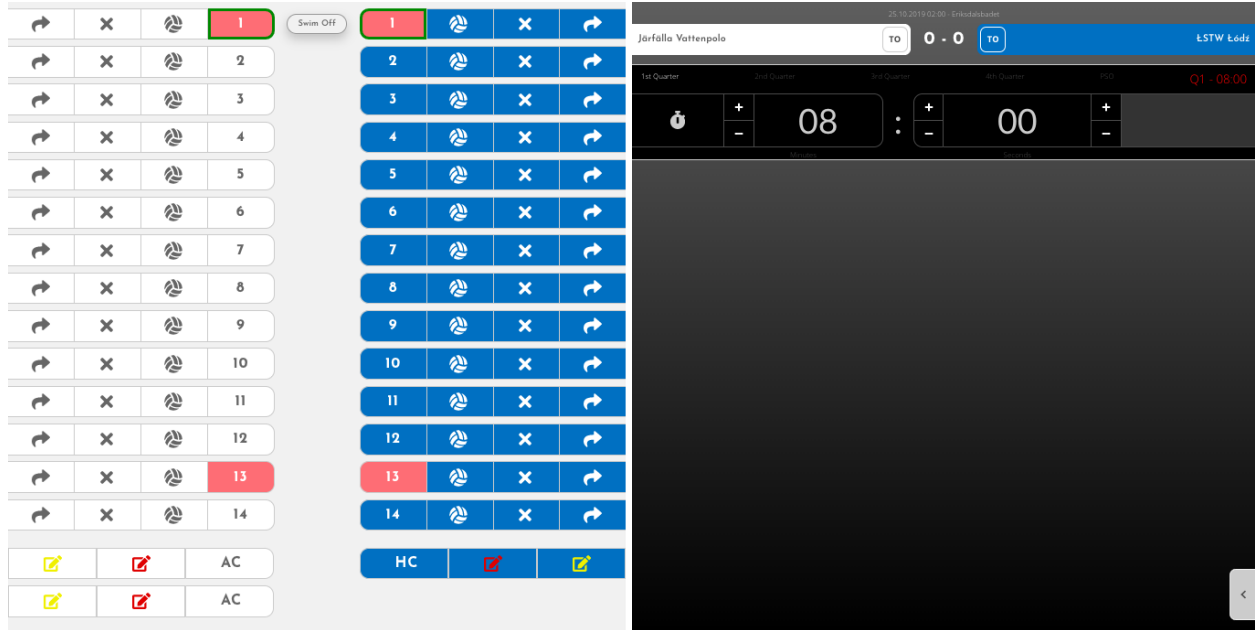 1 Swim Off 1
2 2
3 3
4 4
5 5
6 6
7 7
8 8
9 9
10 10
11 11
12 12
13 13
14 14
AC HC
AC
25.10.2019 02:00 - Eriksdalsbadet
Järfälla Vattenpolo TO 0 - 0 TO ŁSTW Łódź
1st Quarter 2nd Quarter 3rd Quarter 4th Quarter PSO Q1 - 08:00
+ 08 : + 00 +
- - -
Minutes Seconds